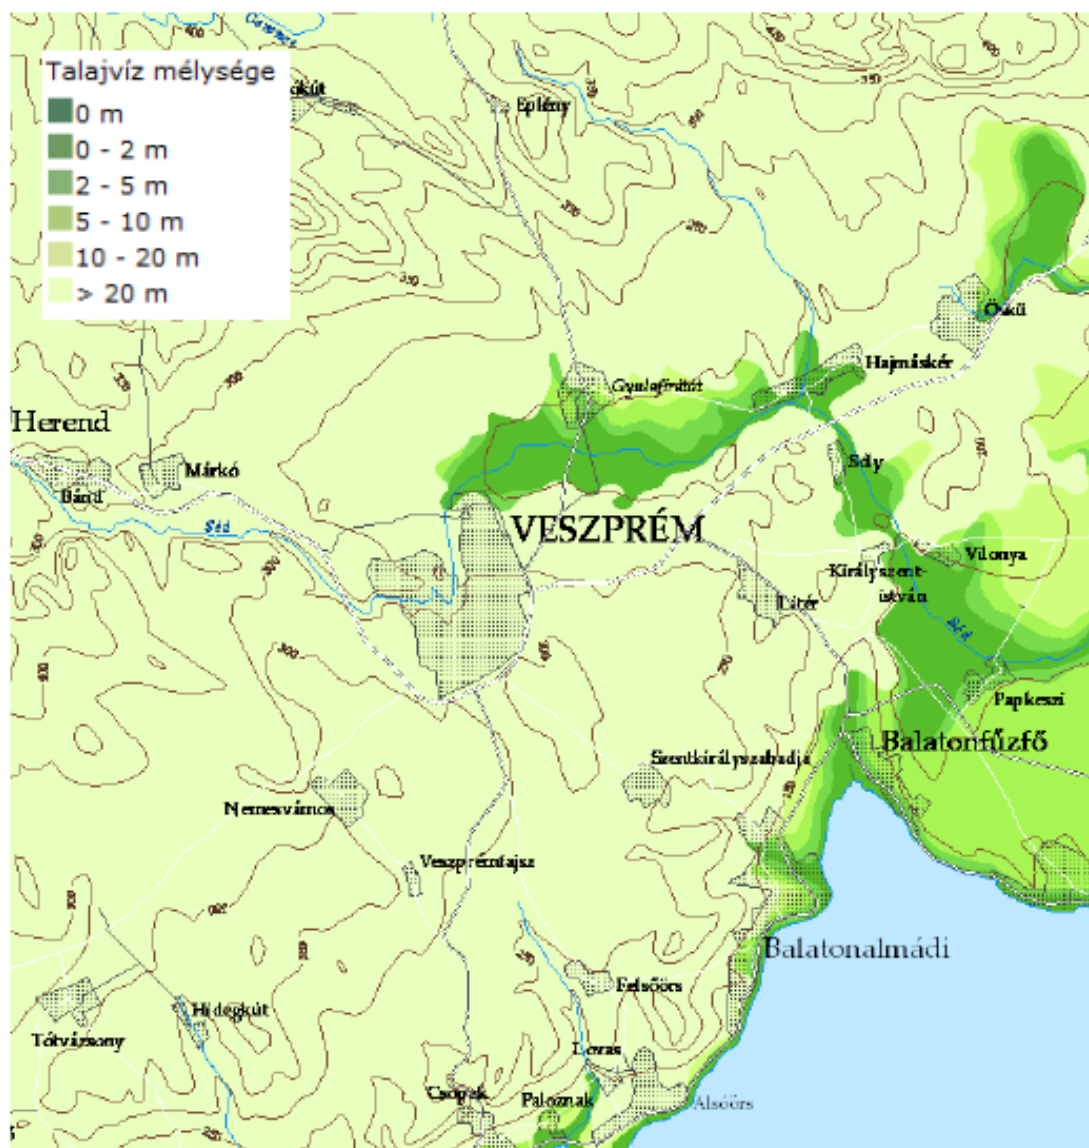 Talajvíz mélysége
0 m
0 - 2 m
2 - 5 m
5 - 10 m
10 - 20 m
> 20 m
Eplény
Öskü
Hajmáskér
Gyulafirátót
Herend
Márkó
Bánd
Séd
Sóly
VESZPRÉM
Vilonya
Királyszent-
istván
Litér
Séd
Papkeszi
Balatonfűzfő
Szentkirályszabadja
Nemesvámos
Veszprémfajsz
Balatonalmádi
Felsőörs
Hidegkút
Tótvázsony
Lovas
Csopak
Paloznak
Alsóörs